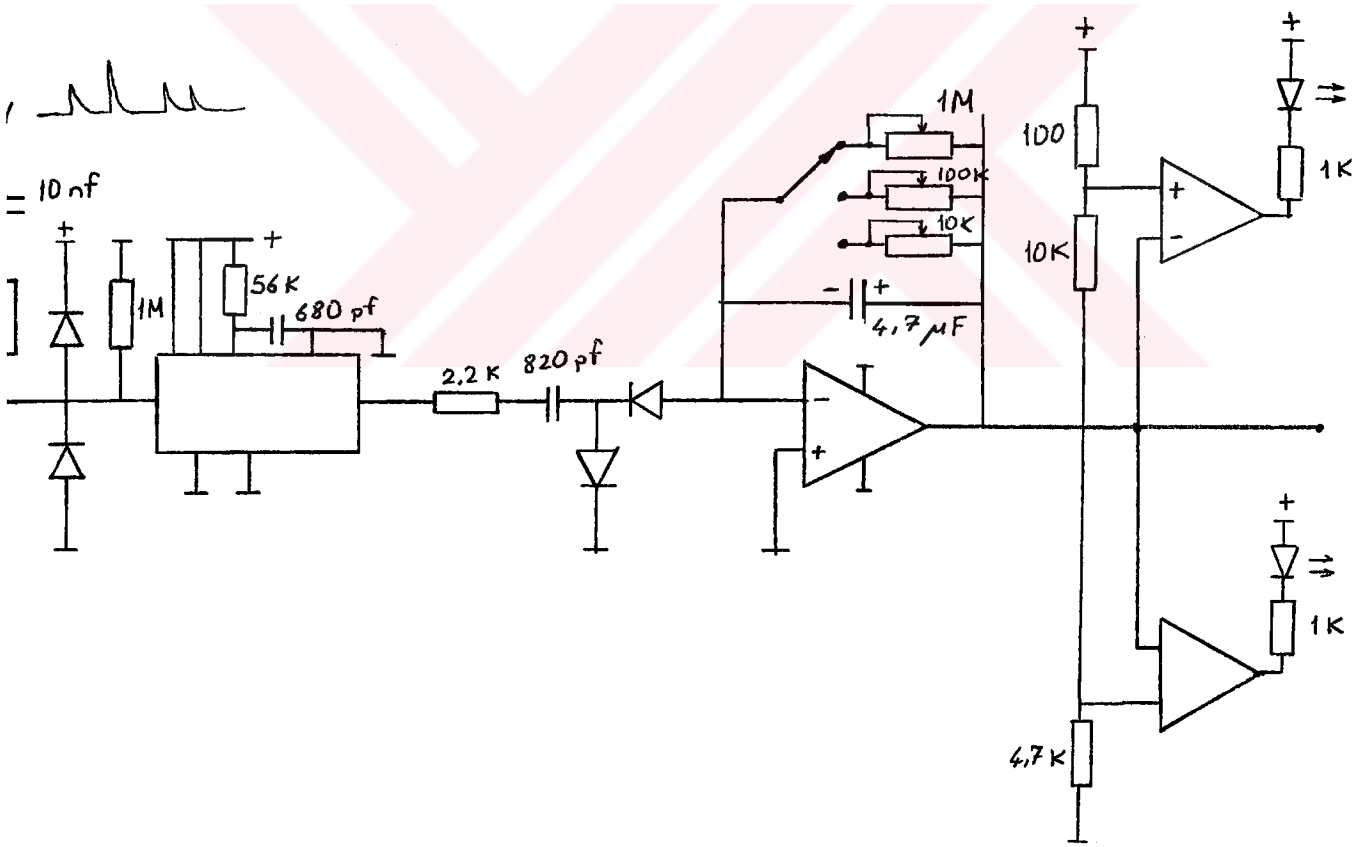 +
+
1M
100
1K
100K
= 10 nf
+
-
10K
10K
+
+
56K
1M
680 pf
- +
4,7 µF
820 pf
2,2 K
-
+
+
1K
4,7 K